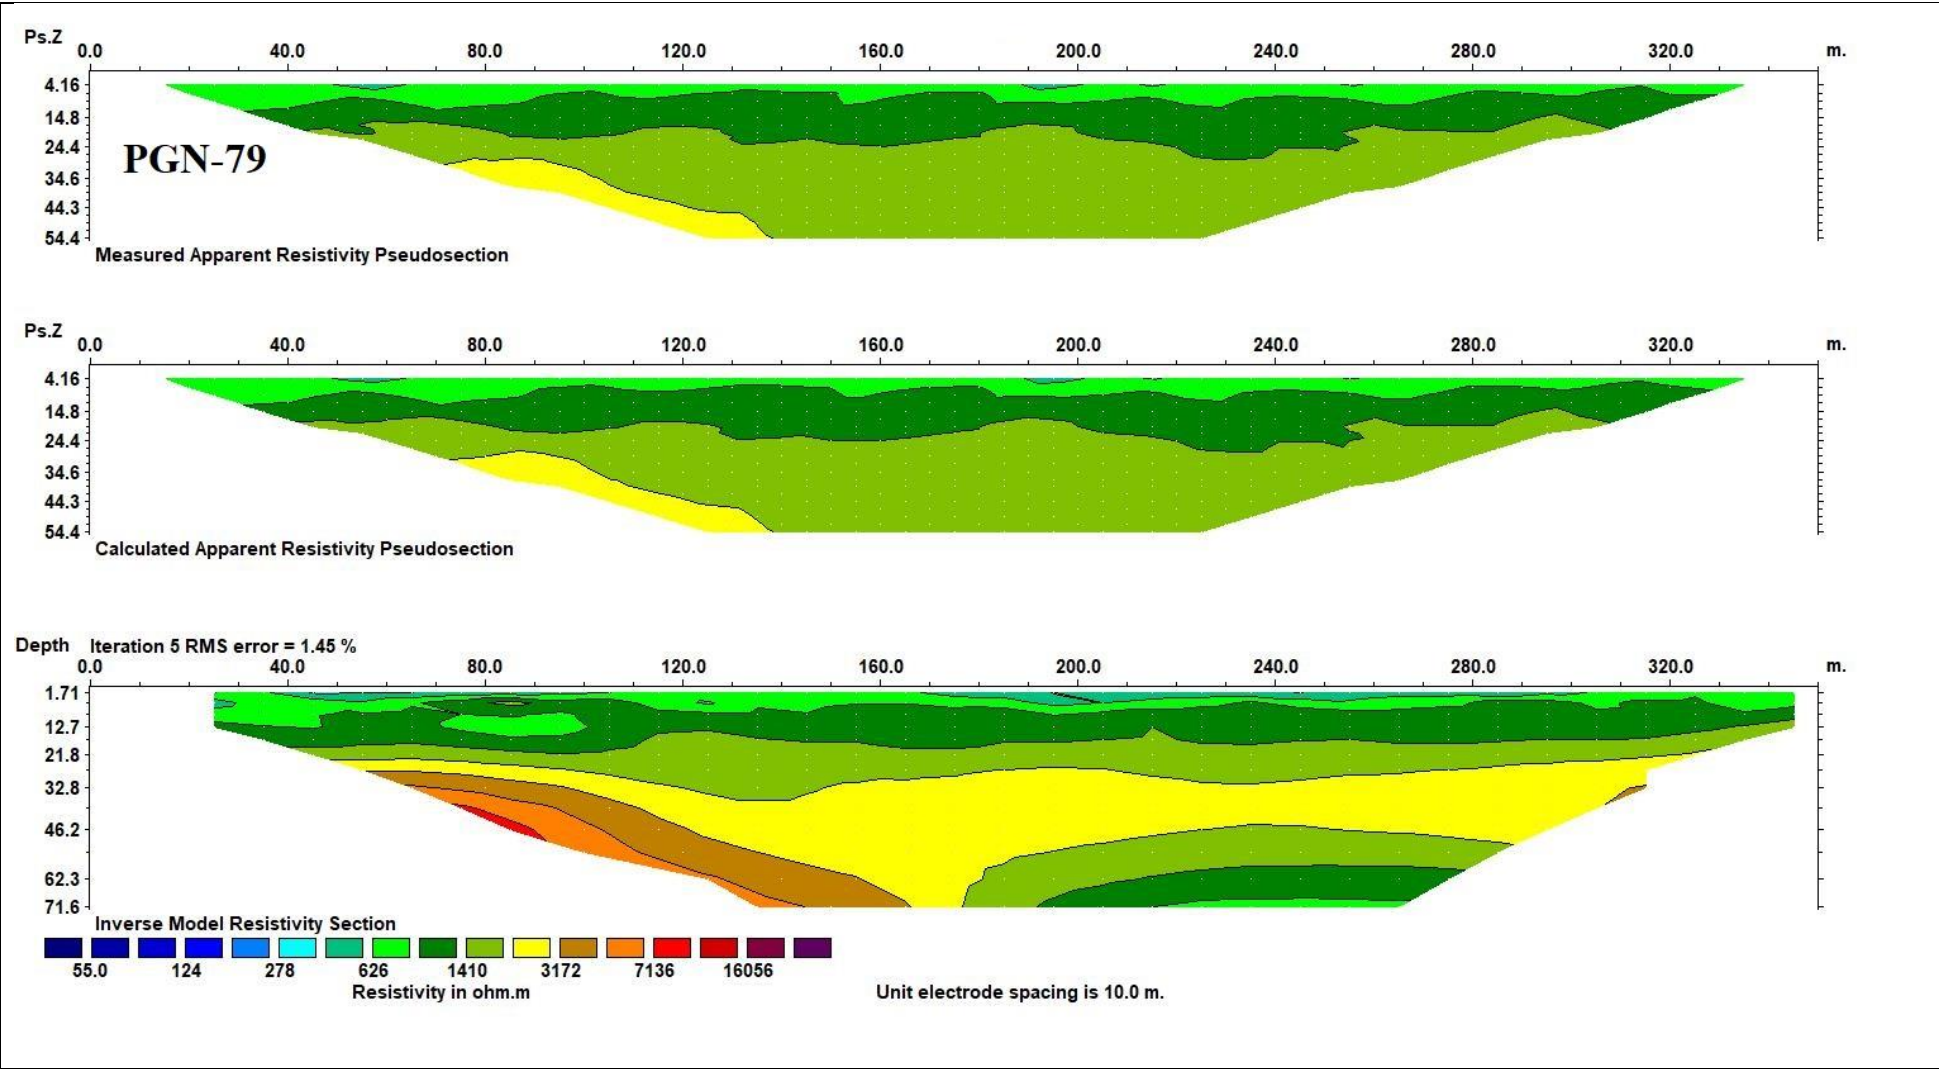 Ps.Z
0.0 40.0 80.0 120.0 160.0 200.0 240.0 280.0 320.0 m.
4.16
14.8
24.4
34.6
44.3
54.4
PGN-79
Measured Apparent Resistivity Pseudosection
Ps.Z
0.0 40.0 80.0 120.0 160.0 200.0 240.0 280.0 320.0 m.
4.16
14.8
24.4
34.6
44.3
54.4
Calculated Apparent Resistivity Pseudosection
Depth Iteration 5 RMS error = 1.45 %
0.0 40.0 80.0 120.0 160.0 200.0 240.0 280.0 320.0 m.
1.71
12.7
21.8
32.8
46.2
62.3
71.6
Inverse Model Resistivity Section
55.0 124 278 626 1410 3172 7136 16056
Resistivity in ohm.m Unit electrode spacing is 10.0 m.